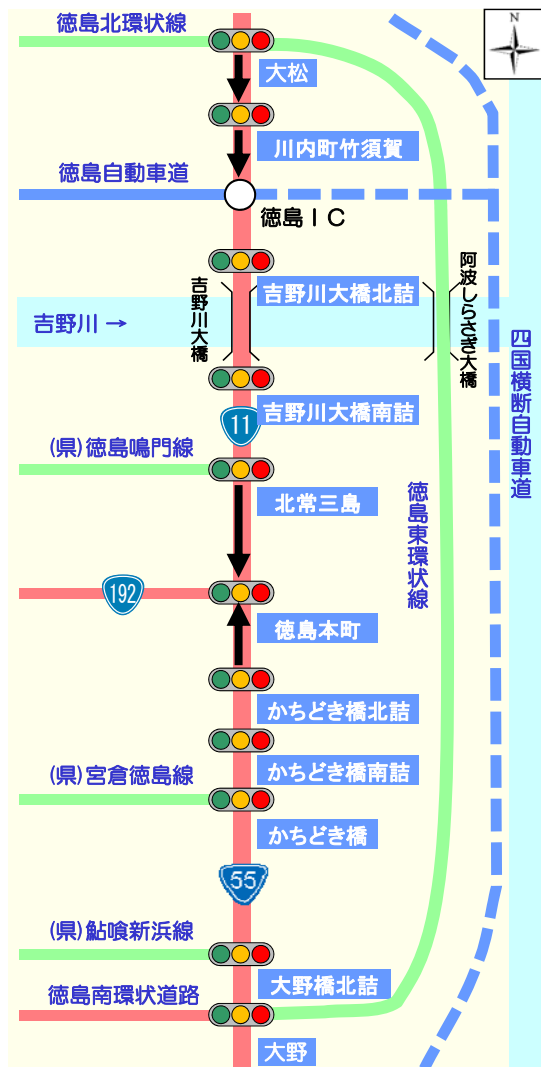 徳島北環状線
N
大松
川内町竹須賀
徳島自動車道
徳島IC
吉野川大橋
吉野川大橋北詰
阿波しらさぎ大橋
吉野川→
四国横断自動車道
吉野川大橋南詰
11
(県)徳島鳴門線
北常三島
徳島東環状線
192
徳島本町
かちどき橋北詰
(県)宮倉徳島線
かちどき橋南詰
かちどき橋
55
(県)鮎喰新浜線
大野橋北詰
徳島南環状道路
大野